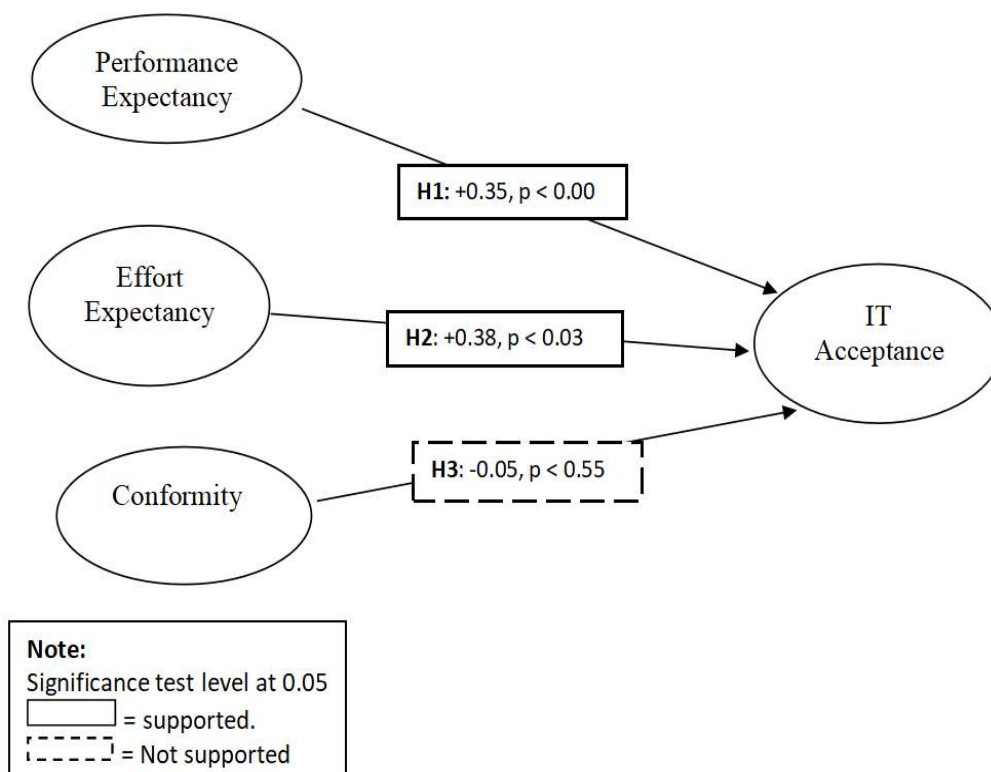 Performance
Expectancy
H1: +0.35, p < 0.00
Effort
Expectancy
IT
Acceptance
H2: +0.38, p < 0.03
Conformity
H3: -0.05, p < 0.55
Note:
Significance test level at 0.05
= supported.
= Not supported